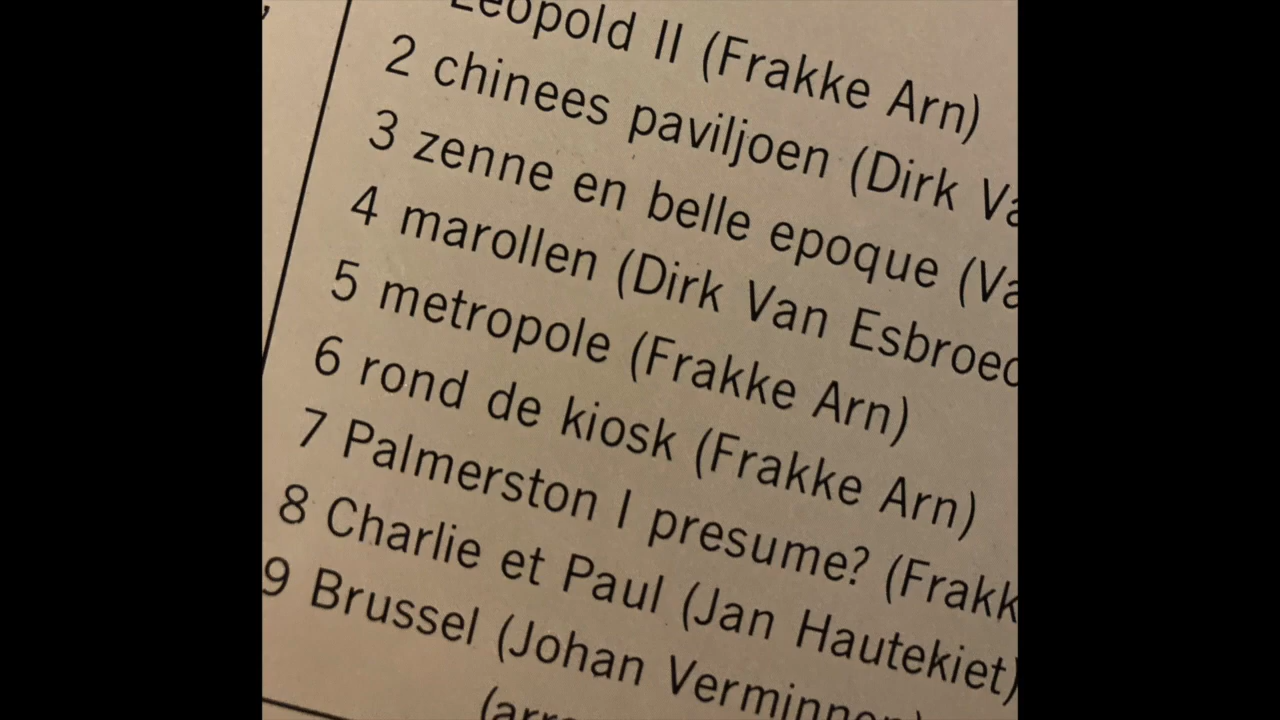 Leopold II (Frakke Arn)
2 chinees paviljoen (Dirk Va
3 zenne en belle epoque (Va
4 marollen (Dirk Van Esbroec
5 metropole (Frakke Arn)
6 rond de kiosk (Frakke Arn)
7 Palmerston I presume? (Frakk
8 Charlie et Paul (Jan Hautekiet)
9 Brussel (Johan Verminnen)
(arr